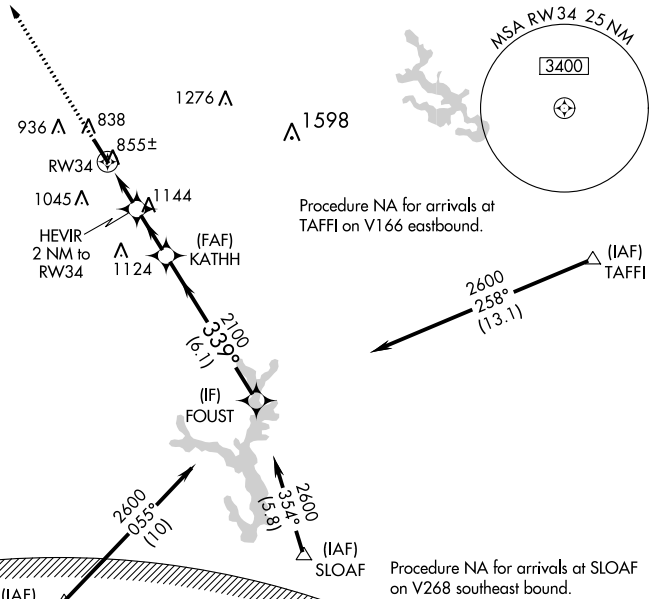 MSA RW34 25 NM
3400
1276
1598
936
838
855±
RW34
1045
1144
HEVIR
2 NM to
RW34
1124
(FAF)
KATHH
Procedure NA for arrivals at
TAFFI on V166 eastbound.
(IAF)
TAFFI
2600
258°
(13.1)
2100
339°
(6.1)
(IF)
FOUST
2600
055°
(10)
2600
354°
(5.8)
(IAF)
SLOAF
Procedure NA for arrivals at SLOAF
on V268 southeast bound.
(IAF)